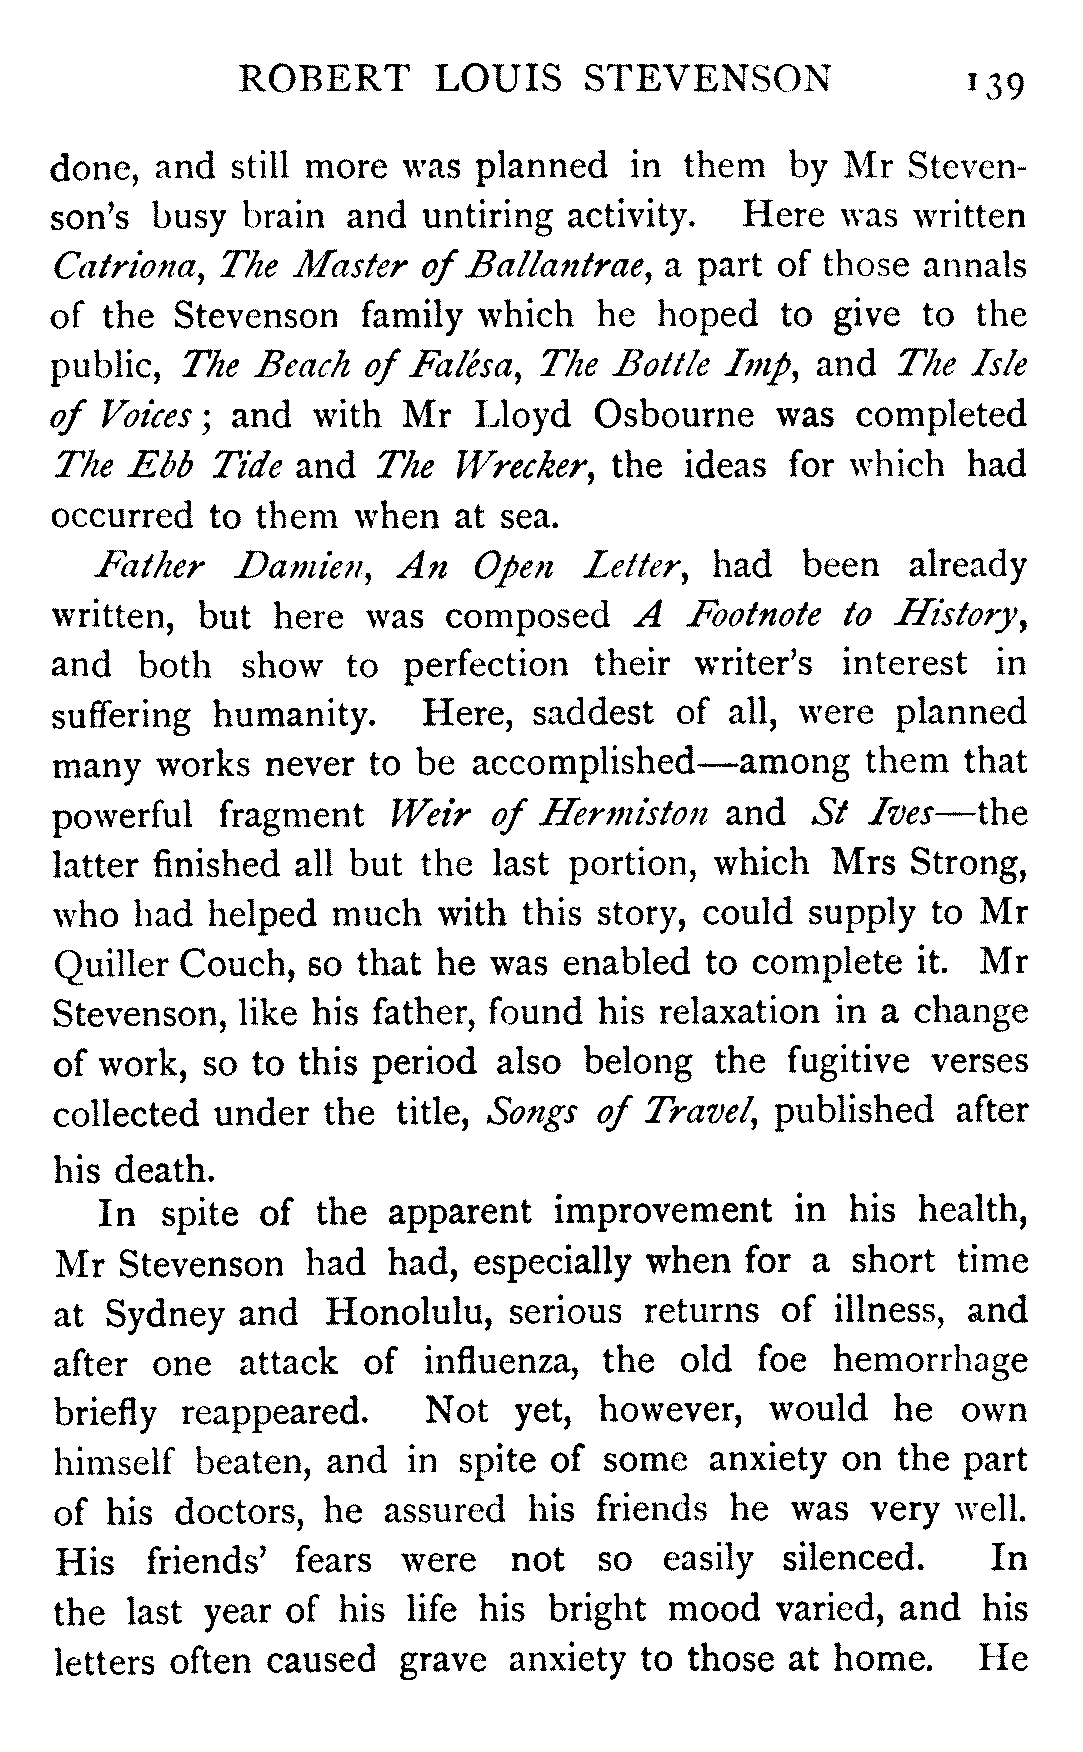 ROBERT LOUIS STEVENSON 139
done, and still more was planned in them by Mr Steven-
son's busy brain and untiring activity. Here was written
Catriona, The Master of Ballantrae, a part of those annals
of the Stevenson family which he hoped to give to the
public, The Beach of Falésa, The Bottle Imp, and The Isle
of Voices; and with Mr Lloyd Osbourne was completed
The Ebb Tide and The Wrecker, the ideas for which had
occurred to them when at sea.
Father Damien, An Open Letter, had been already
written, but here was composed A Footnote to History,
and both show to perfection their writer's interest in
suffering humanity. Here, saddest of all, were planned
many works never to be accomplished—among them that
powerful fragment Weir of Hermiston and St Ives—the
latter finished all but the last portion, which Mrs Strong,
who had helped much with this story, could supply to Mr
Quiller Couch, so that he was enabled to complete it. Mr
Stevenson, like his father, found his relaxation in a change
of work, so to this period also belong the fugitive verses
collected under the title, Songs of Travel, published after
his death.
In spite of the apparent improvement in his health,
Mr Stevenson had had, especially when for a short time
at Sydney and Honolulu, serious returns of illness, and
after one attack of influenza, the old foe hemorrhage
briefly reappeared. Not yet, however, would he own
himself beaten, and in spite of some anxiety on the part
of his doctors, he assured his friends he was very well.
His friends' fears were not so easily silenced. In
the last year of his life his bright mood varied, and his
letters often caused grave anxiety to those at home. He